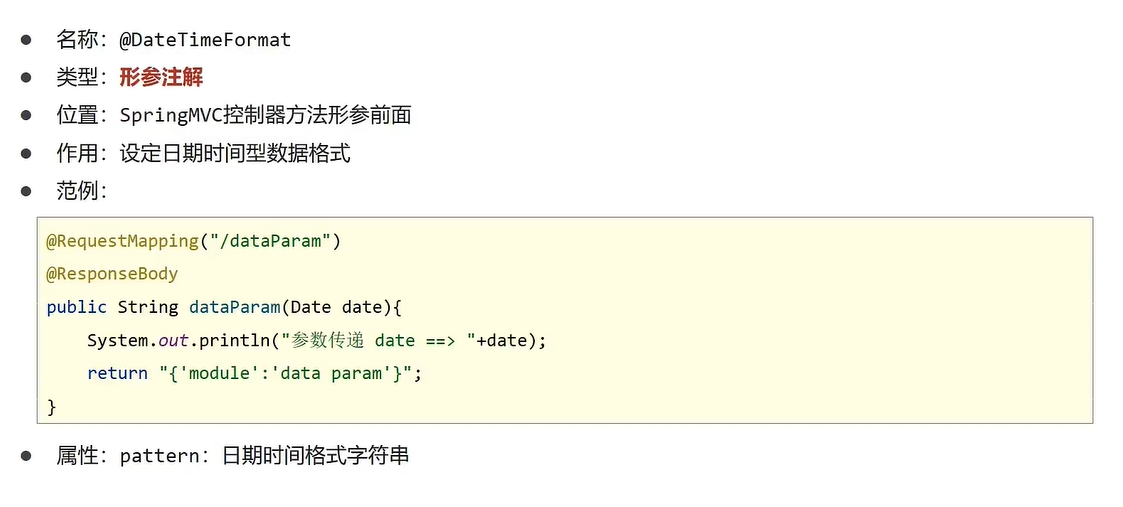 ● 名称：@DateTimeFormat
● 类型：形参注解
● 位置：SpringMVC控制器方法形参前面
● 作用：设定日期时间型数据格式
● 范例：
@RequestMapping("/dataParam")
@ResponseBody
public String dataParam(Date date){
    System.out.println("参数传递 date ==> "+date);
    return "{'module':'data param'}";
}
● 属性：pattern：日期时间格式字符串